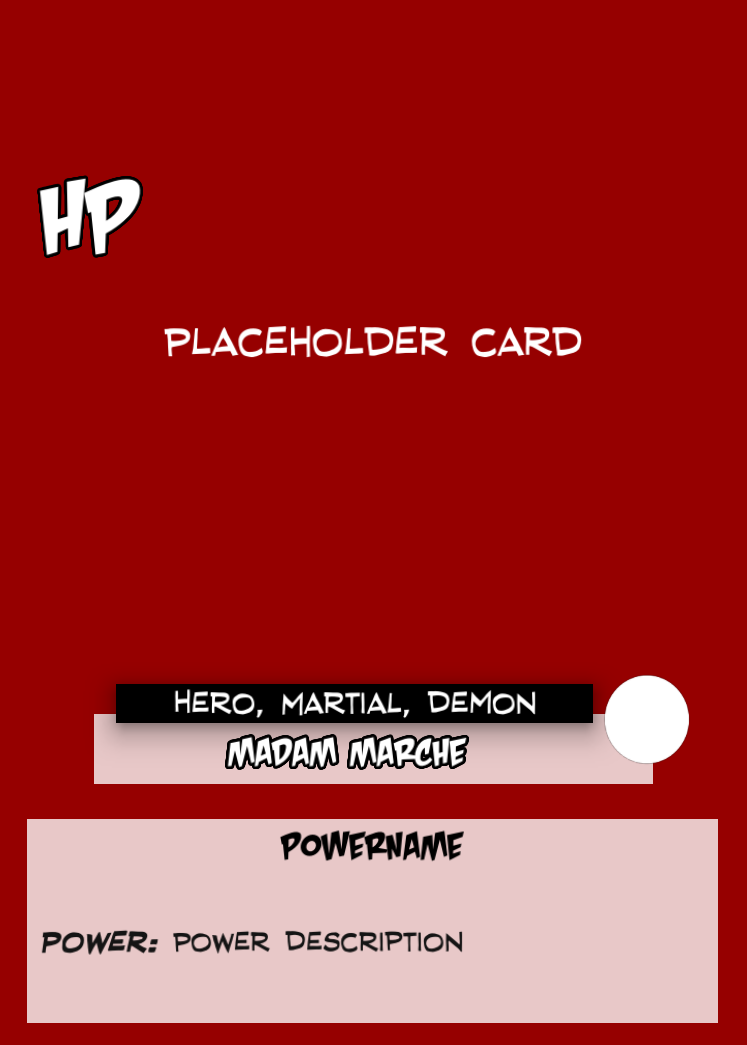 HP
PLACEHOLDER CARD
HERO, MARTIAL, DEMON
MADAM MARCHE
POWERNAME
POWER: POWER DESCRIPTION